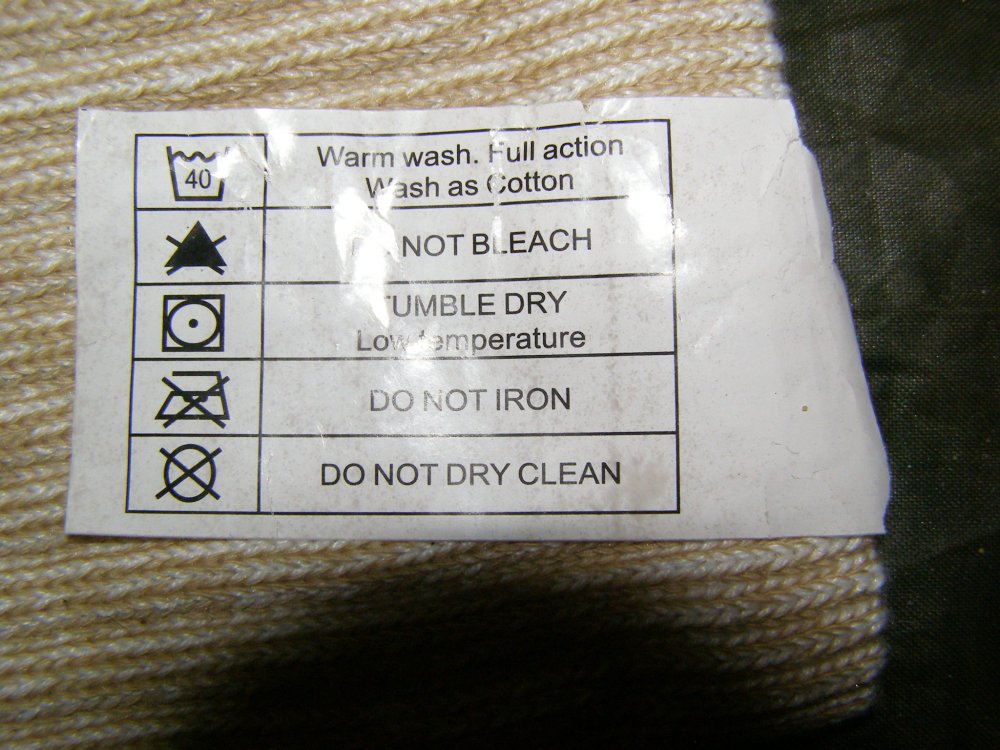 40
Warm wash. Full action
Wash as Cotton
DO NOT BLEACH
TUMBLE DRY
Low temperature
DO NOT IRON
DO NOT DRY CLEAN